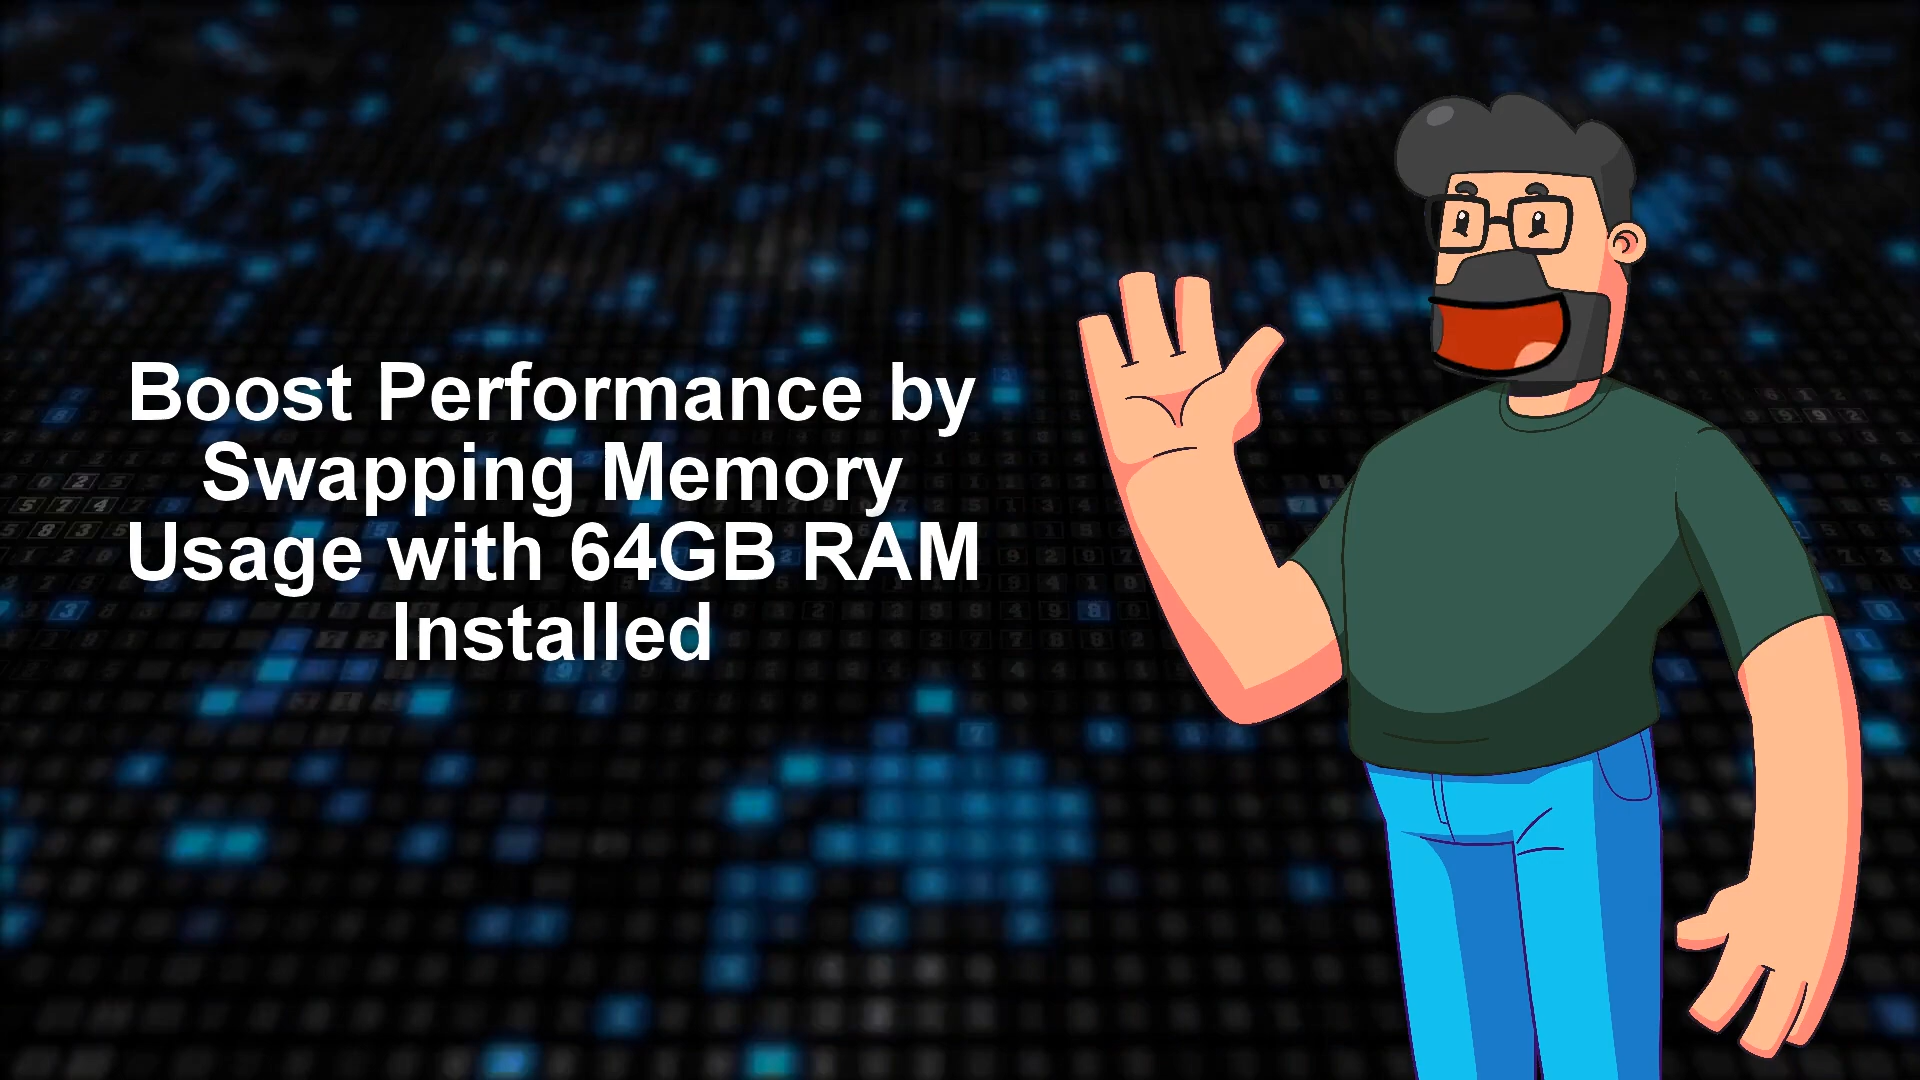 Boost Performance by
Swapping Memory
Usage with 64GB RAM
Installed